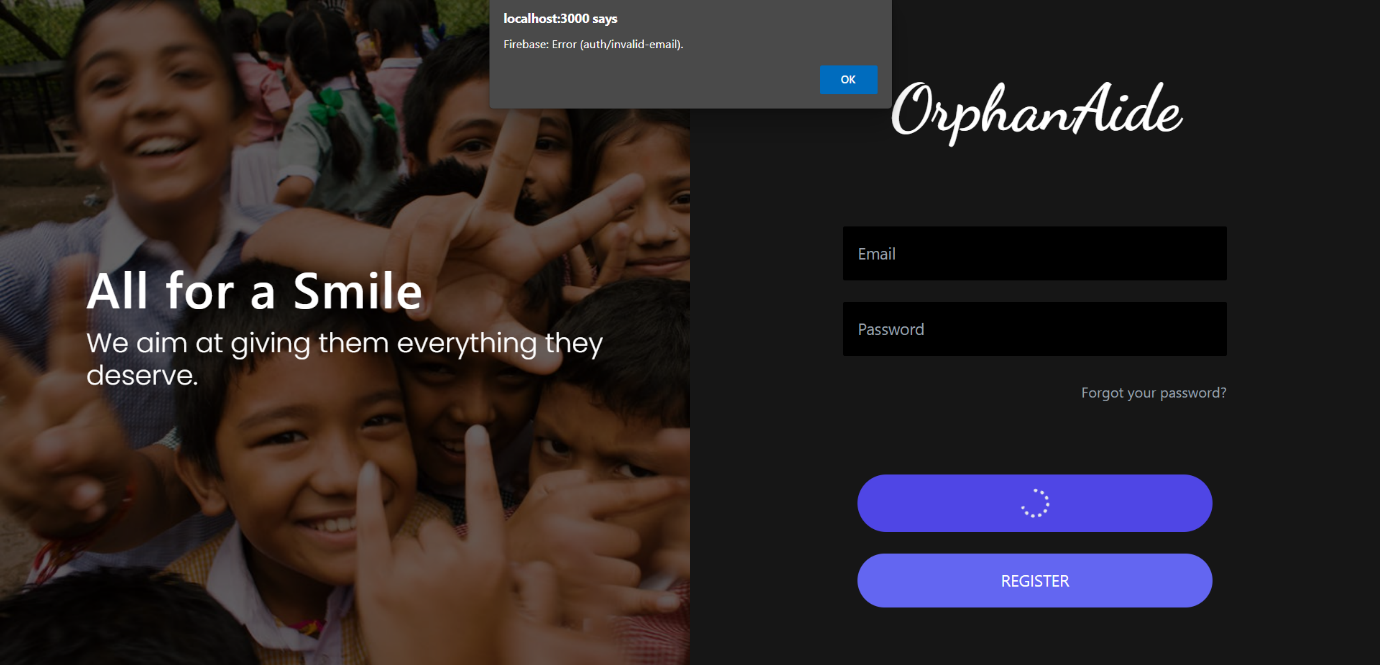 localhost:3000 says
Firebase: Error (auth/invalid-email).
OK
OrphanAide
All for a Smile
We aim at giving them everything they
deserve.
Email
Password
Forgot your password?
REGISTER